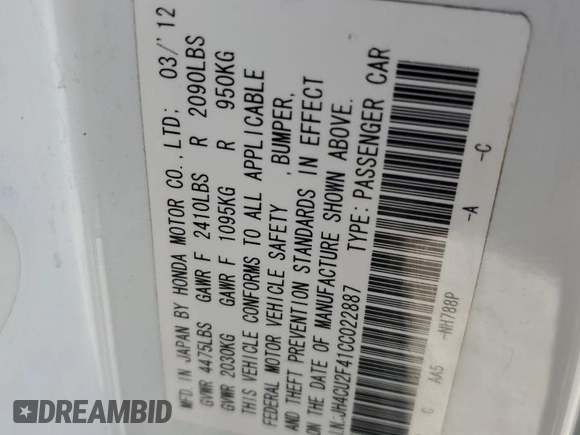 MFD. IN JAPAN BY HONDA MOTOR CO., LTD: 03/'12
GVWR 4475LBS GAWR F 2410LBS R 2090LBS
GVWR 2030KG GAWR F 1095KG R 950KG
THIS VEHICLE CONFORMS TO ALL APPLICABLE
FEDERAL MOTOR VEHICLE SAFETY , BUMPER,
AND THEFT PREVENTION STANDARDS IN EFFECT
ON THE DATE OF MANUFACTURE SHOWN ABOVE.
I.N:JH4CU2F41CC022887 TYPE: PASSENGER CAR
C AA5 -NH788P -A -C
DREAMBID.COM